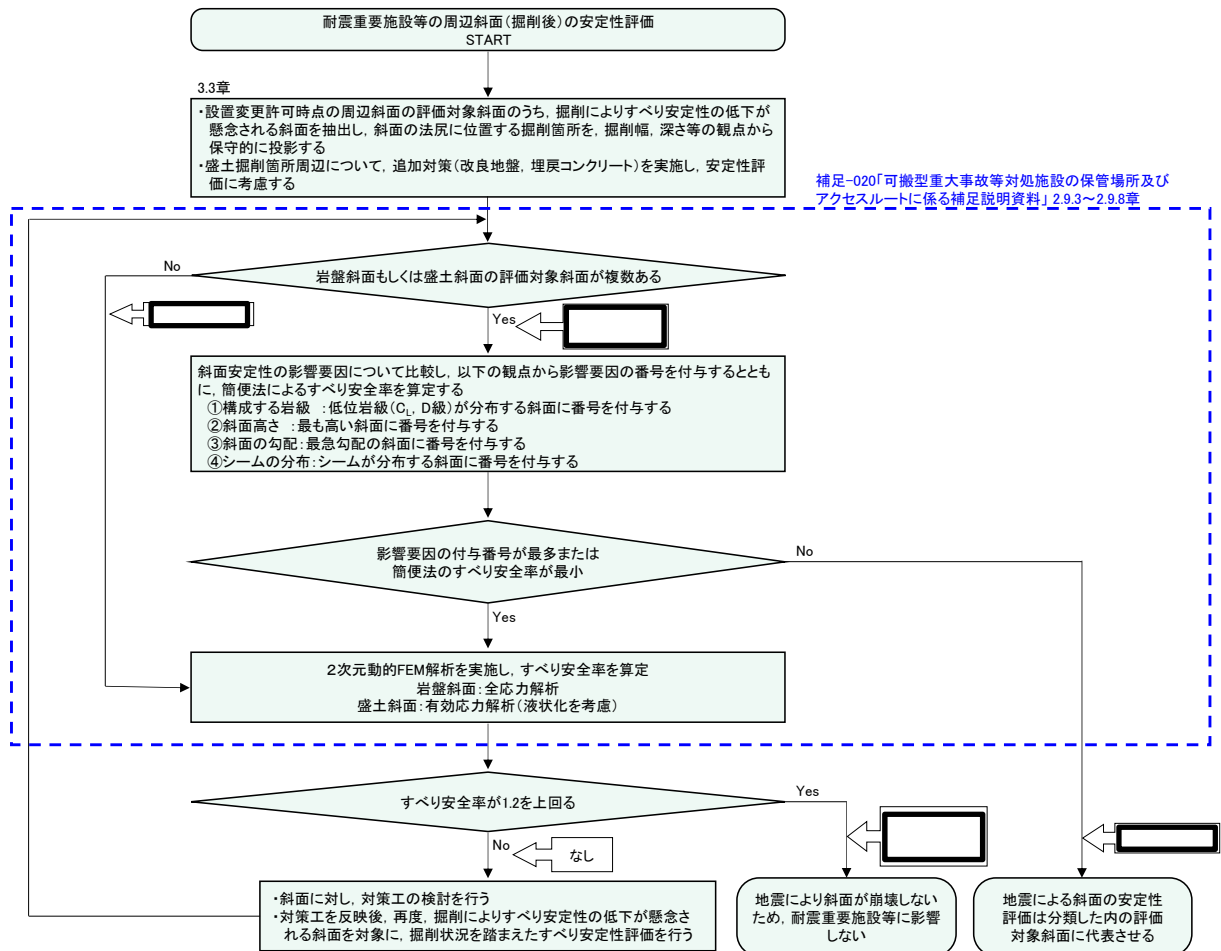 耐震重要施設等の周辺斜面(掘削後)の安定性評価
START
3.3章
・設置変更許可時点の周辺斜面の評価対象斜面のうち,掘削によりすべり安定性の低下が
懸念される斜面を抽出し,斜面の法尻に位置する掘削箇所を,掘削幅,深さ等の観点から
保守的に投影する
・盛土掘削箇所周辺について,追加対策(改良地盤,埋戻コンクリート)を実施し,安定性評
価に考慮する
補足-020「可搬型重大事故等対処施設の保管場所及び
アクセスルートに係る補足説明資料」2.9.3~2.9.8章
岩盤斜面もしくは盛土斜面の評価対象斜面が複数ある
No
Yes
斜面安定性の影響要因について比較し,以下の観点から影響要因の番号を付与するととも
に,簡便法によるすべり安全率を算定する
①構成する岩級 :低位岩級(CL, D級)が分布する斜面に番号を付与する
②斜面高さ :最も高い斜面に番号を付与する
③斜面の勾配:最急勾配の斜面に番号を付与する
④シームの分布:シームが分布する斜面に番号を付与する
影響要因の付与番号が最多または
簡便法のすべり安全率が最小
No
Yes
2次元動的FEM解析を実施し,すべり安全率を算定
岩盤斜面:全応力解析
盛土斜面:有効応力解析(液状化を考慮)
すべり安全率が1.2を上回る
Yes
No
なし
・斜面に対し,対策工の検討を行う
・対策工を反映後,再度,掘削によりすべり安定性の低下が懸念さ
れる斜面を対象に,掘削状況を踏まえたすべり安定性評価を行う
地震により斜面が崩壊しない
ため,耐震重要施設等に影響
しない
地震による斜面の安定性
評価は分類した内の評価
対象斜面に代表させる